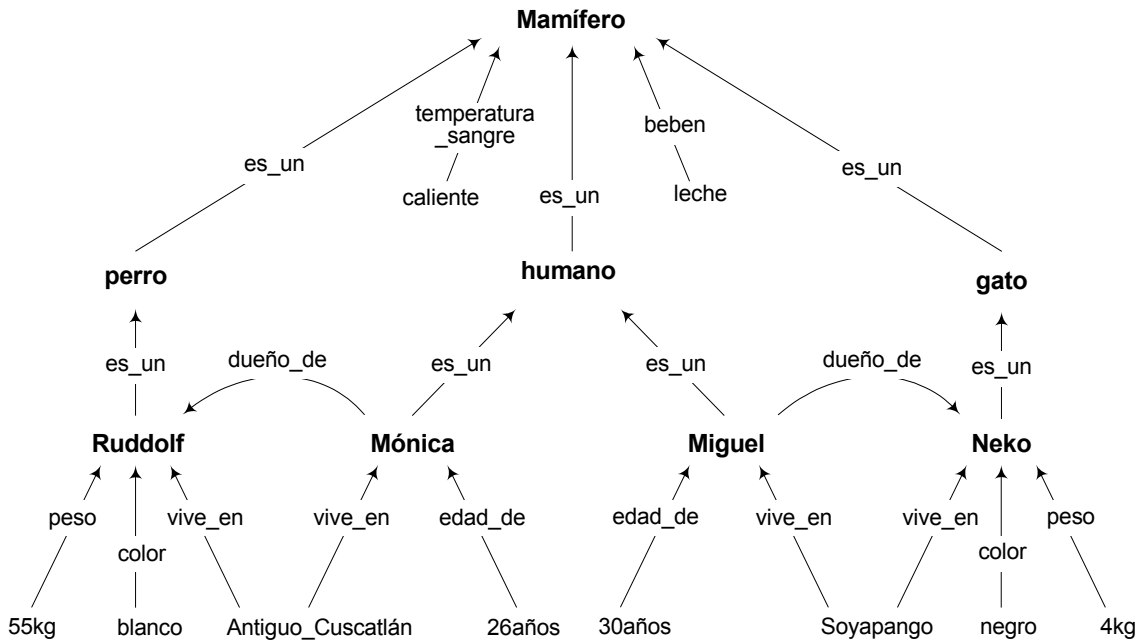 Mamífero
temperatura
_sangre
beben
es_un
es_un
caliente
es_un
leche
perro
humano
gato
es_un
dueño_de
es_un
es_un
dueño_de
es_un
Ruddolf
Mónica
Miguel
Neko
peso
vive_en
vive_en
edad_de
edad_de
vive_en
vive_en
peso
color
color
55kg
blanco
Antiguo_Cuscatlán
26años
30años
Soyapango
negro
4kg